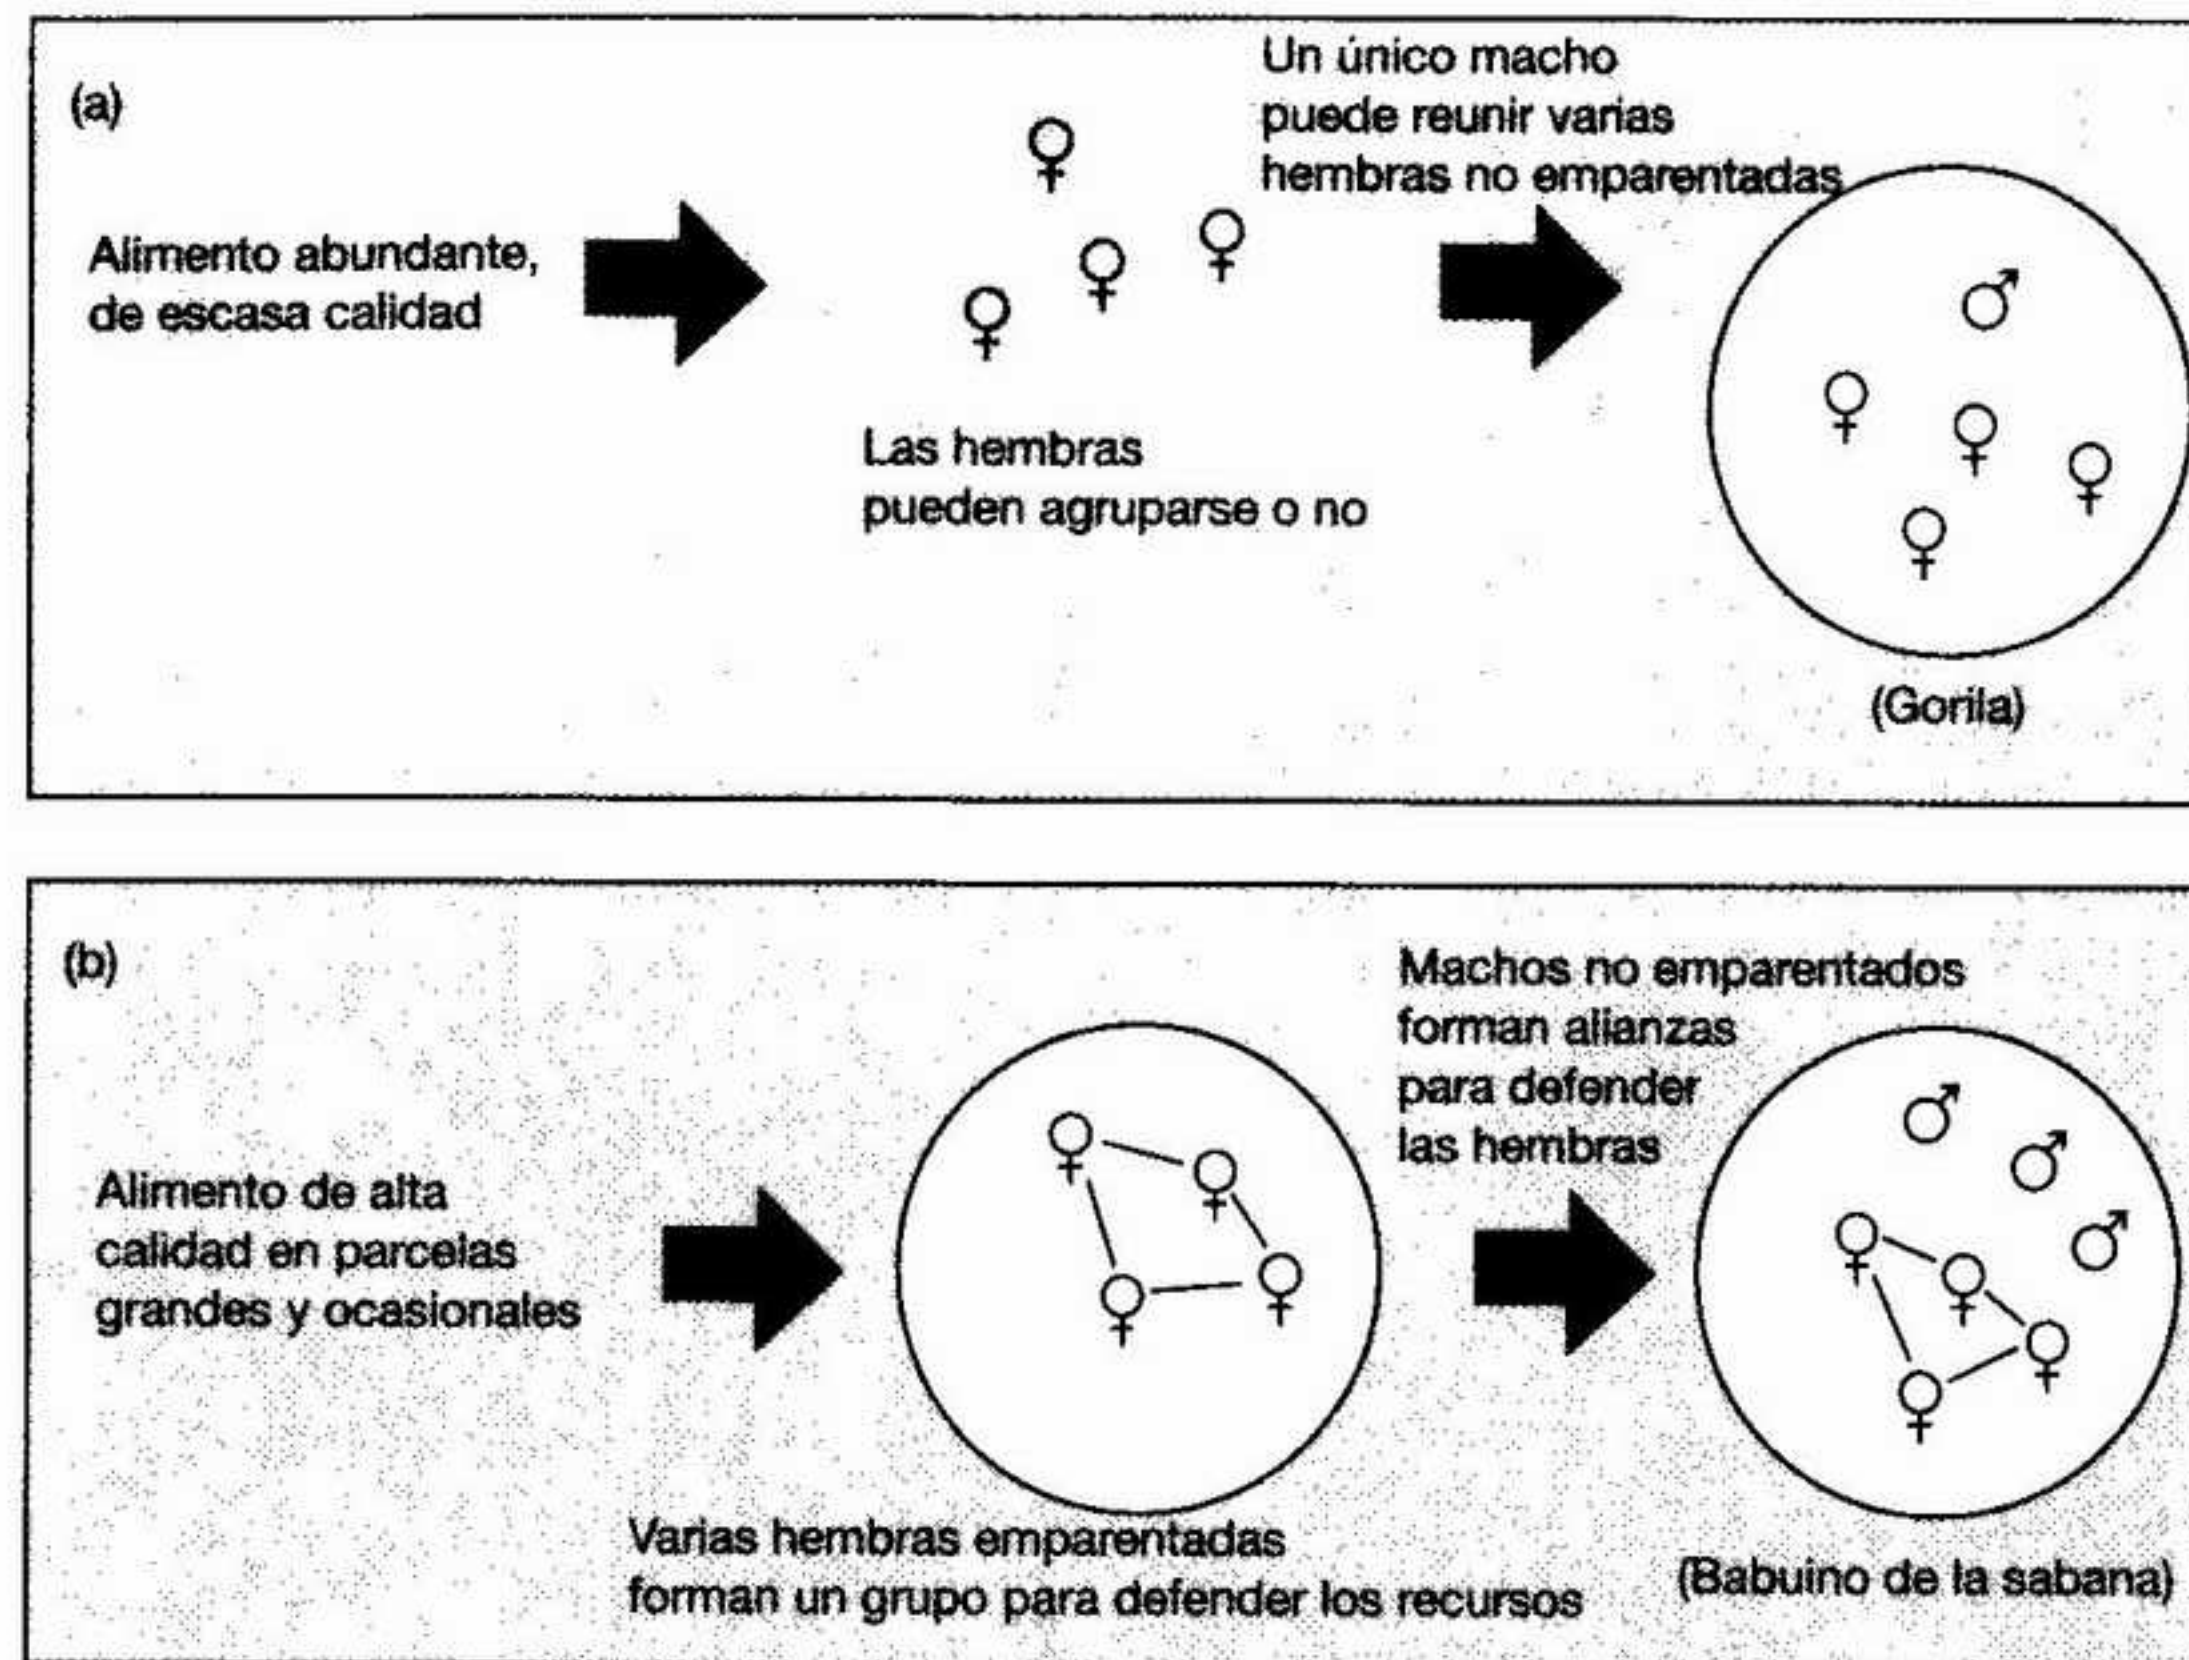 (a)
Alimento abundante,
de escasa calidad
Las hembras
pueden agruparse o no
Un único macho
puede reunir varias
hembras no emparentadas
(Gorila)
(b)
Alimento de alta
calidad en parcelas
grandes y ocasionales
Varias hembras emparentadas
forman un grupo para defender los recursos
Machos no emparentados
forman alianzas
para defender
las hembras
(Babuino de la sabana)